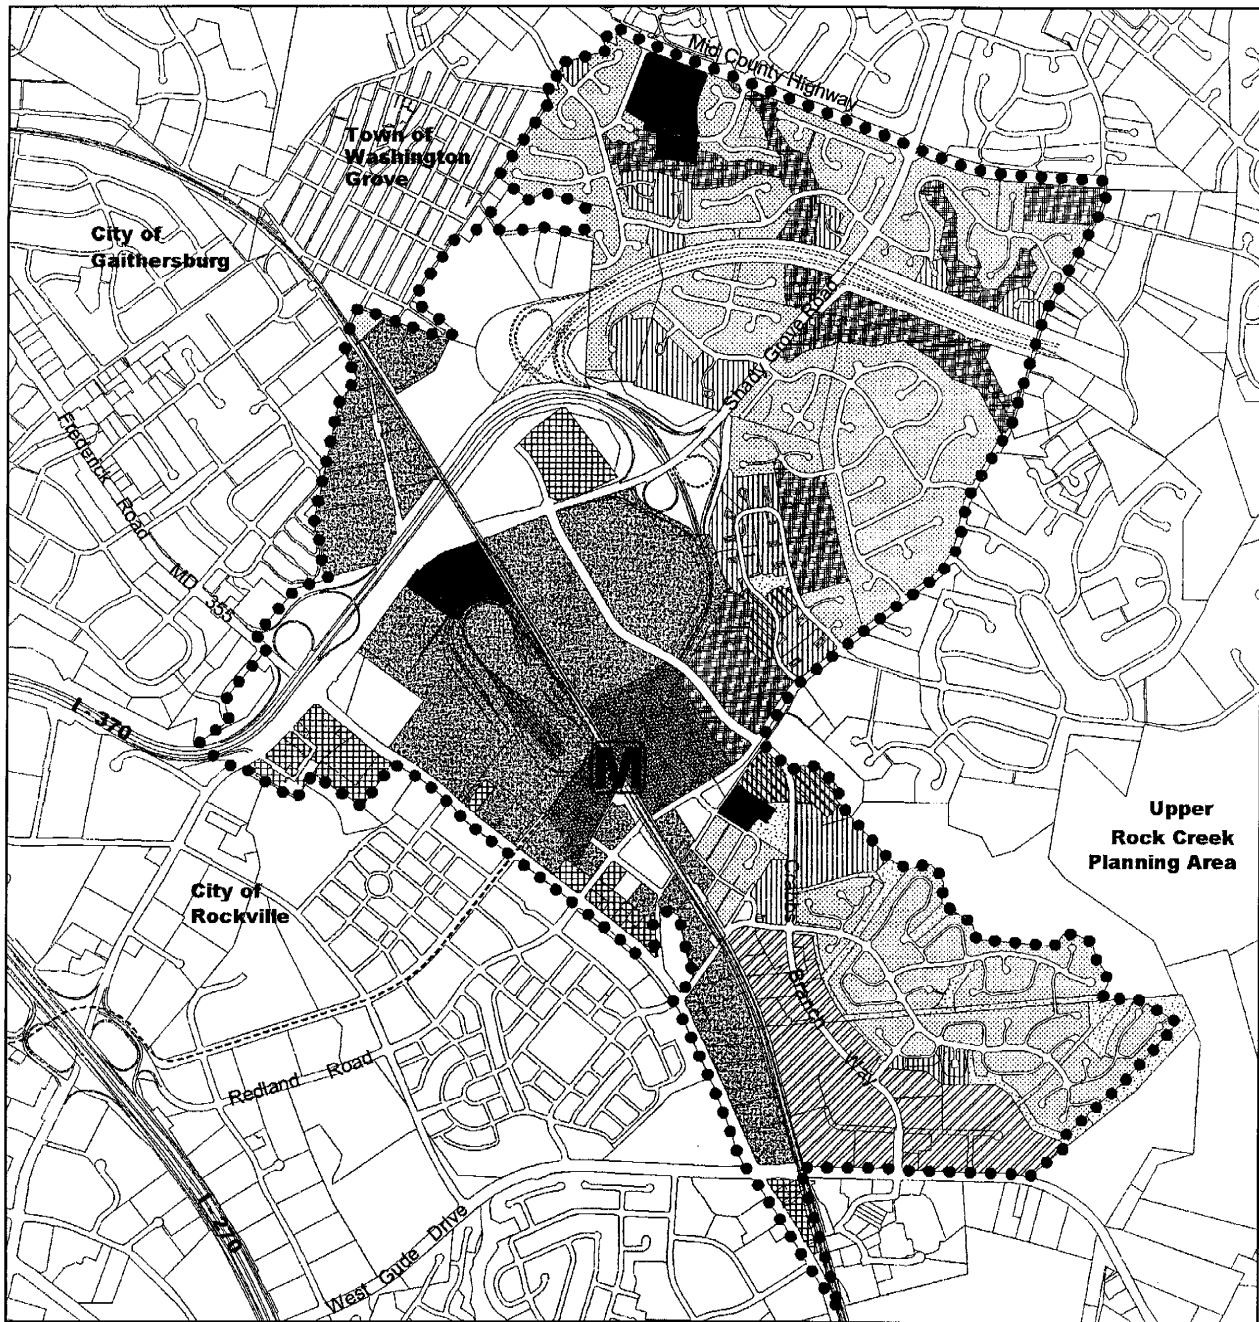 Mid County Highway
Town of
Washington
Grove
City of
Gaithersburg
Shady Grove Road
Frederick Road
MD 355
I-370
M
Upper
Rock Creek
Planning Area
City of
Rockville
Crabbs
Branch
Way
Redland Road
I-270
West Gude Drive